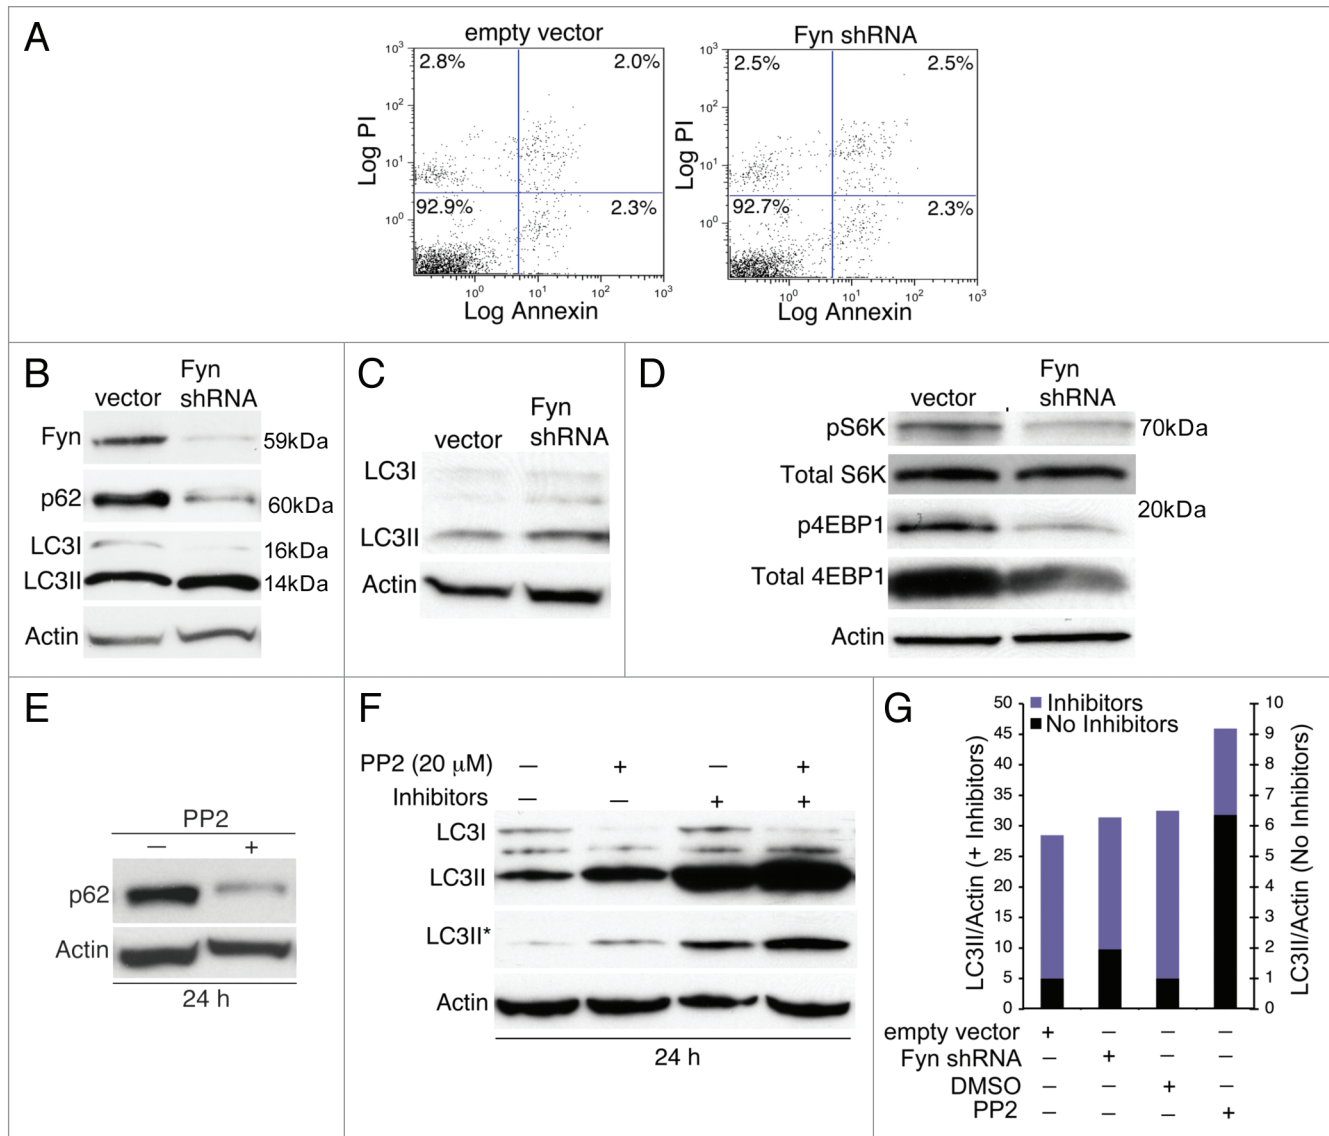 A
empty vector
Fyn shRNA
10³
2.8%
2.0%
10²
10¹
10⁰
92.9%
2.3%
Log PI
10⁰
10¹
10²
10³
Log Annexin
10³
2.5%
2.5%
10²
10¹
10⁰
92.7%
2.3%
Log PI
10⁰
10¹
10²
10³
Log Annexin
B
vector
Fyn
shRNA
Fyn
59kDa
p62
60kDa
LC3I
16kDa
LC3II
14kDa
Actin
C
vector
Fyn
shRNA
LC3I
LC3II
Actin
D
vector
Fyn
shRNA
pS6K
70kDa
Total S6K
p4EBP1
20kDa
Total 4EBP1
Actin
E
PP2
— +
p62
Actin
24 h
F
PP2 (20 µM) — + — +
Inhibitors — — + +
LC3I
LC3II
LC3II*
Actin
24 h
G
Inhibitors
No Inhibitors
LC3II/Actin (+ Inhibitors)
50
45
40
35
30
25
20
15
10
5
0
LC3II/Actin (No Inhibitors)
10
9
8
7
6
5
4
3
2
1
0
empty vector + — — —
Fyn shRNA — + — —
DMSO — — + —
PP2 — — — +